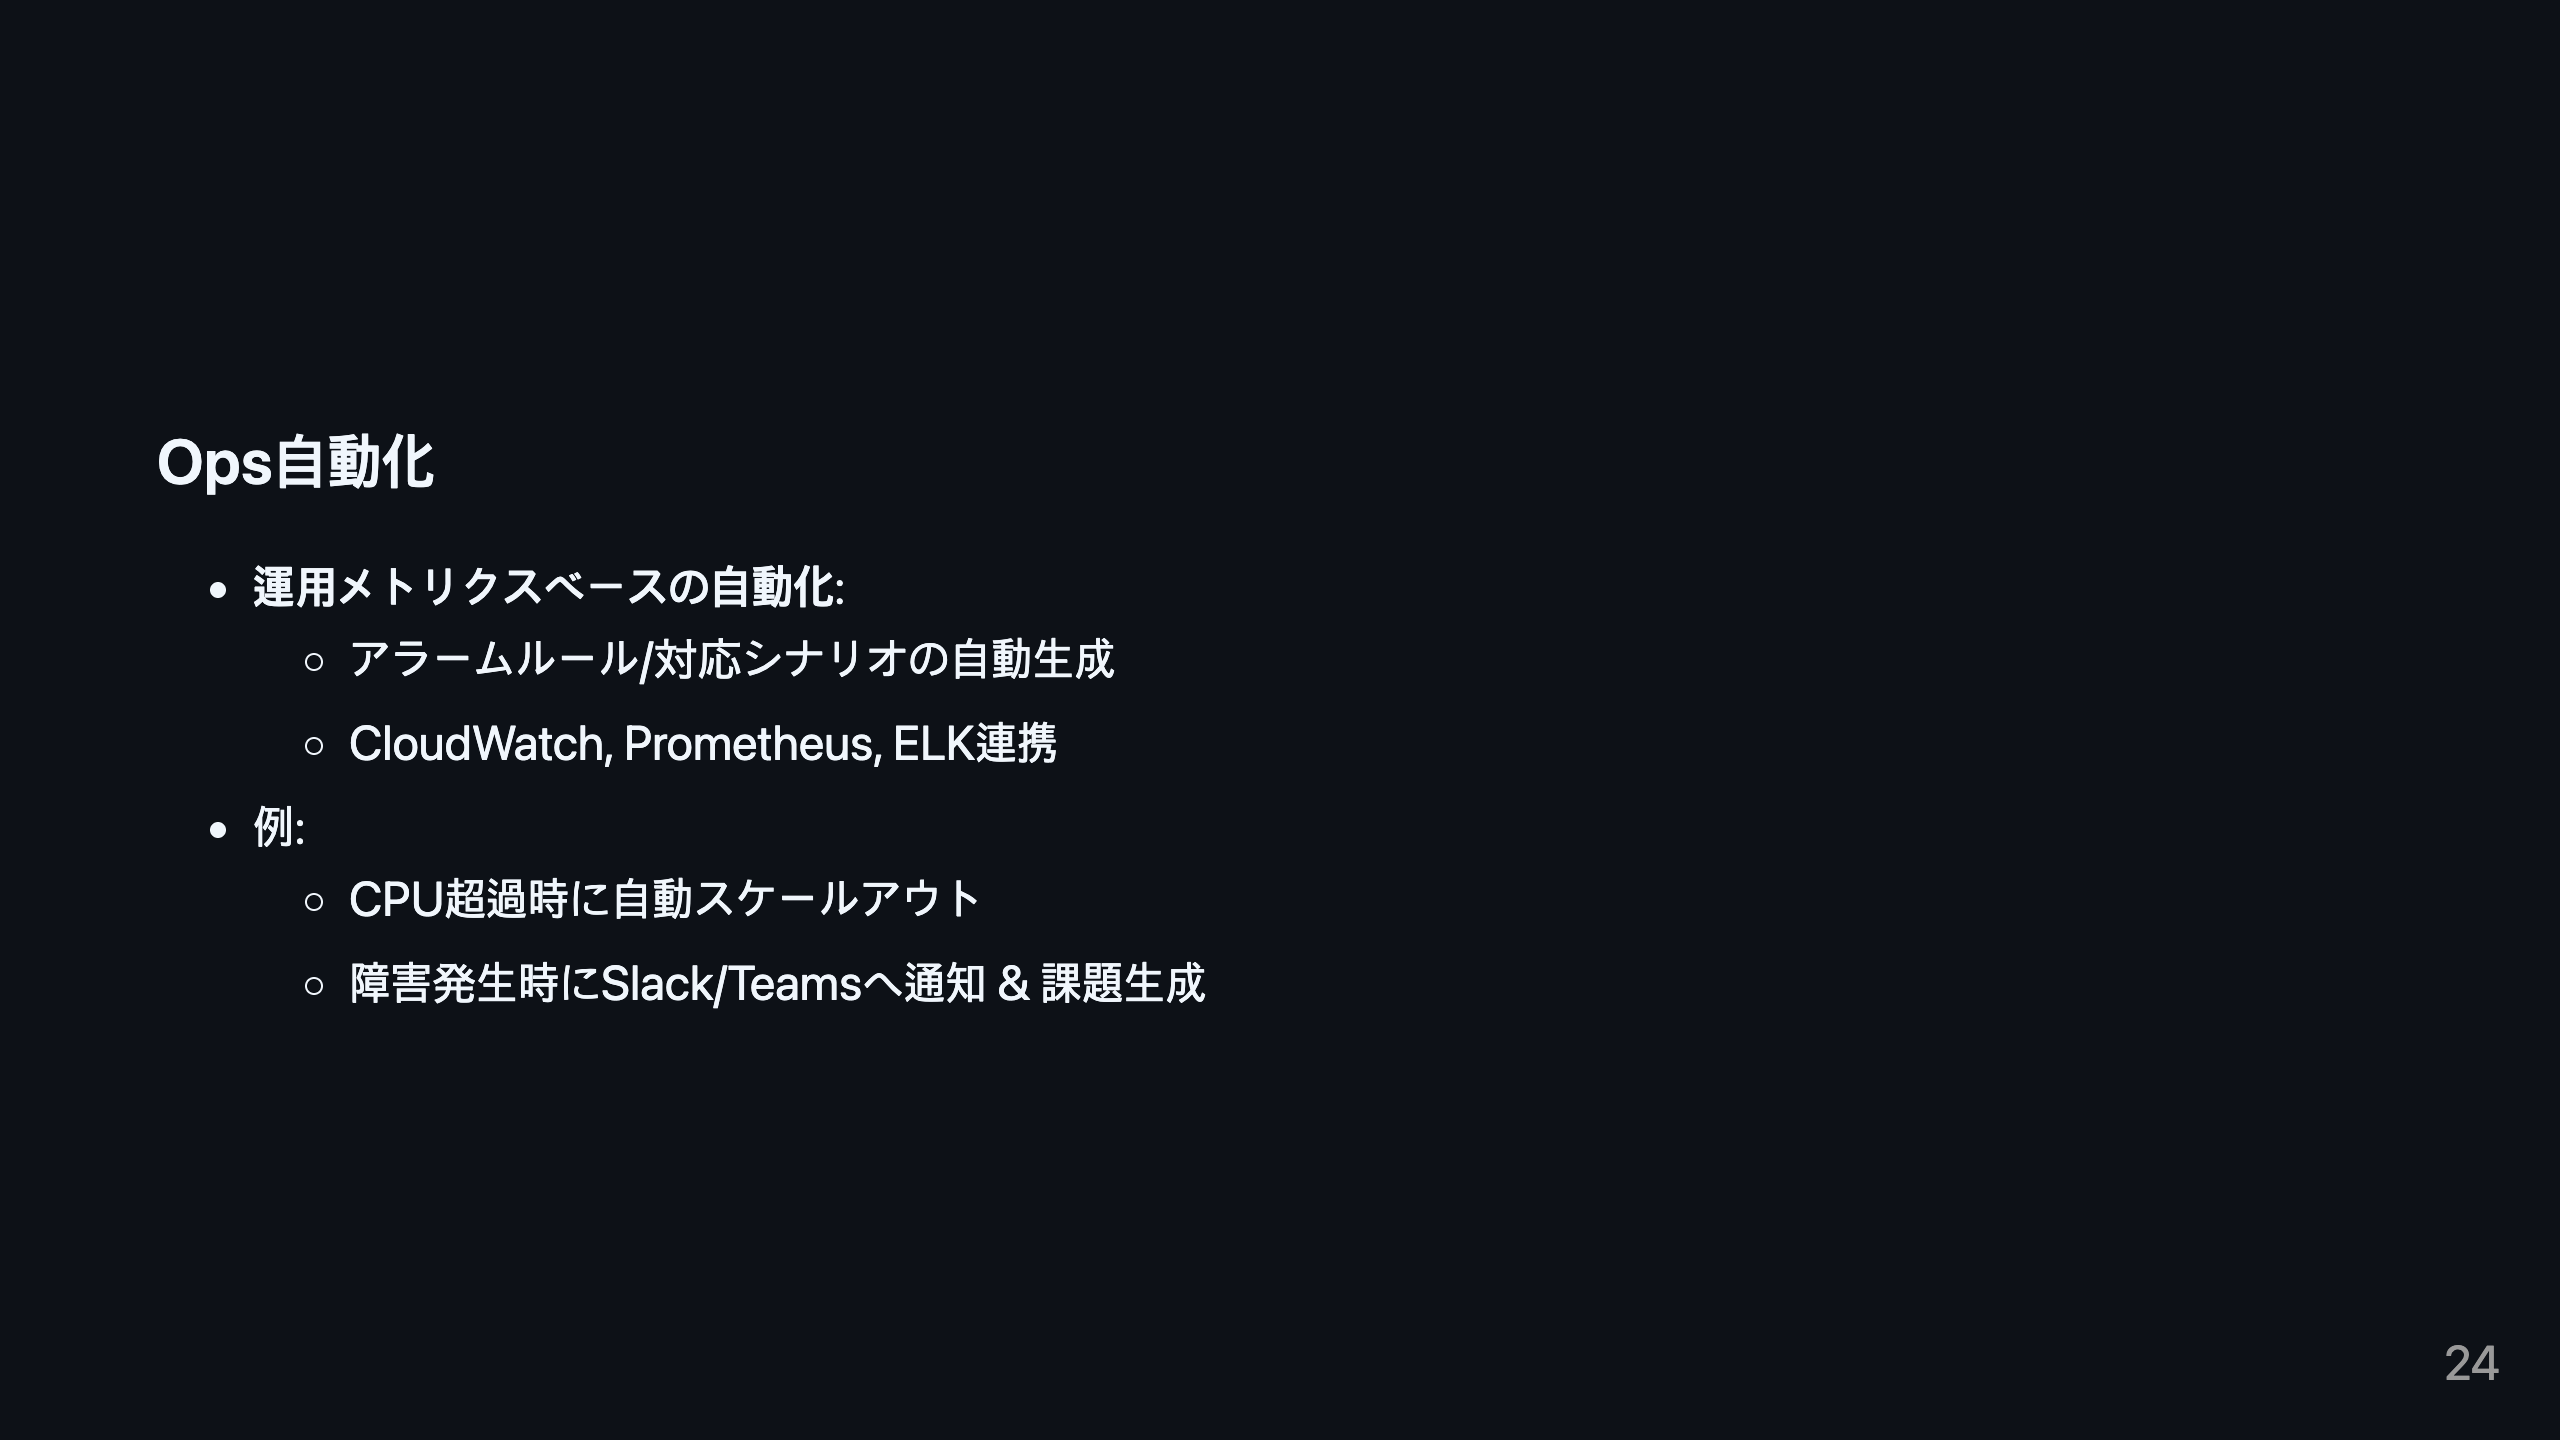 Ops自動化
運用メトリクスベースの自動化:
アラームルール/対応シナリオの自動生成
CloudWatch, Prometheus, ELK連携
例:
CPU超過時に自動スケールアウト
障害発生時にSlack/Teamsへ通知 & 課題生成
24